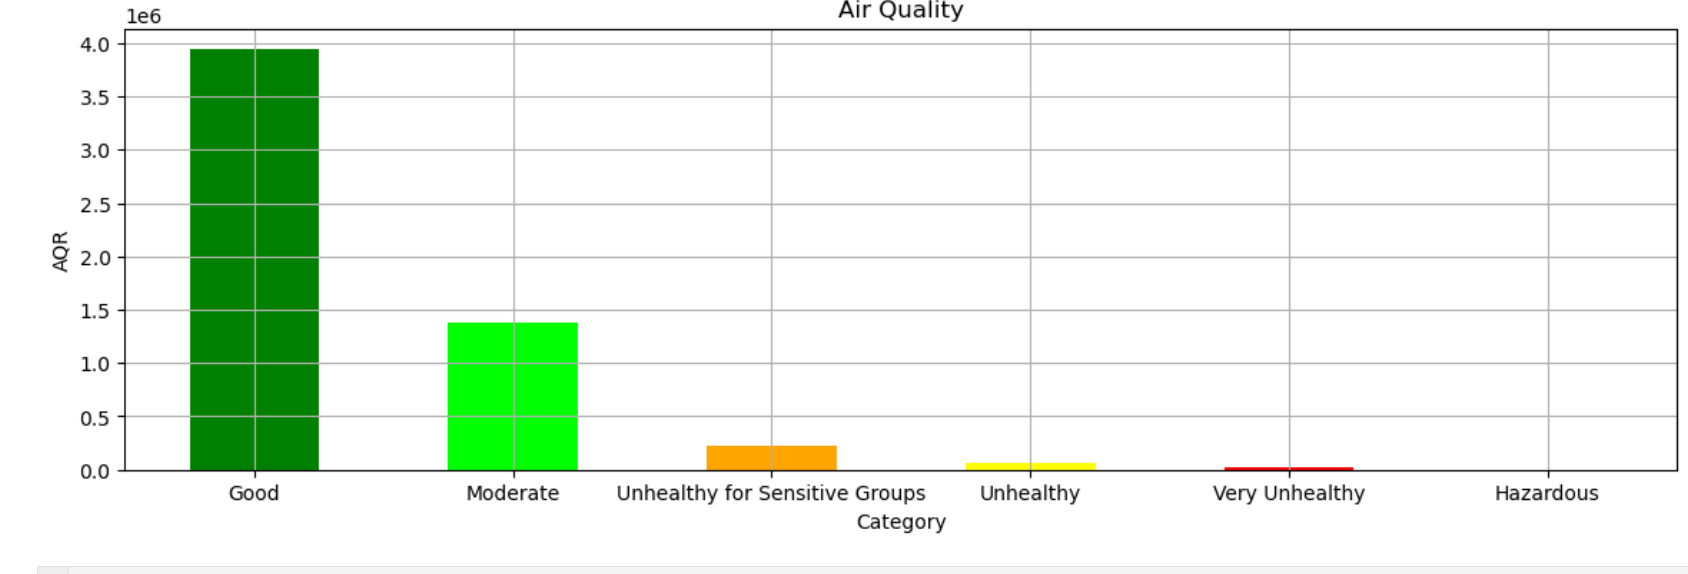 Air Quality
1e6
4.0
3.5
3.0
2.5
2.0
1.5
1.0
0.5
0.0
AQR
Good Moderate Unhealthy for Sensitive Groups Unhealthy Very Unhealthy Hazardous
Category